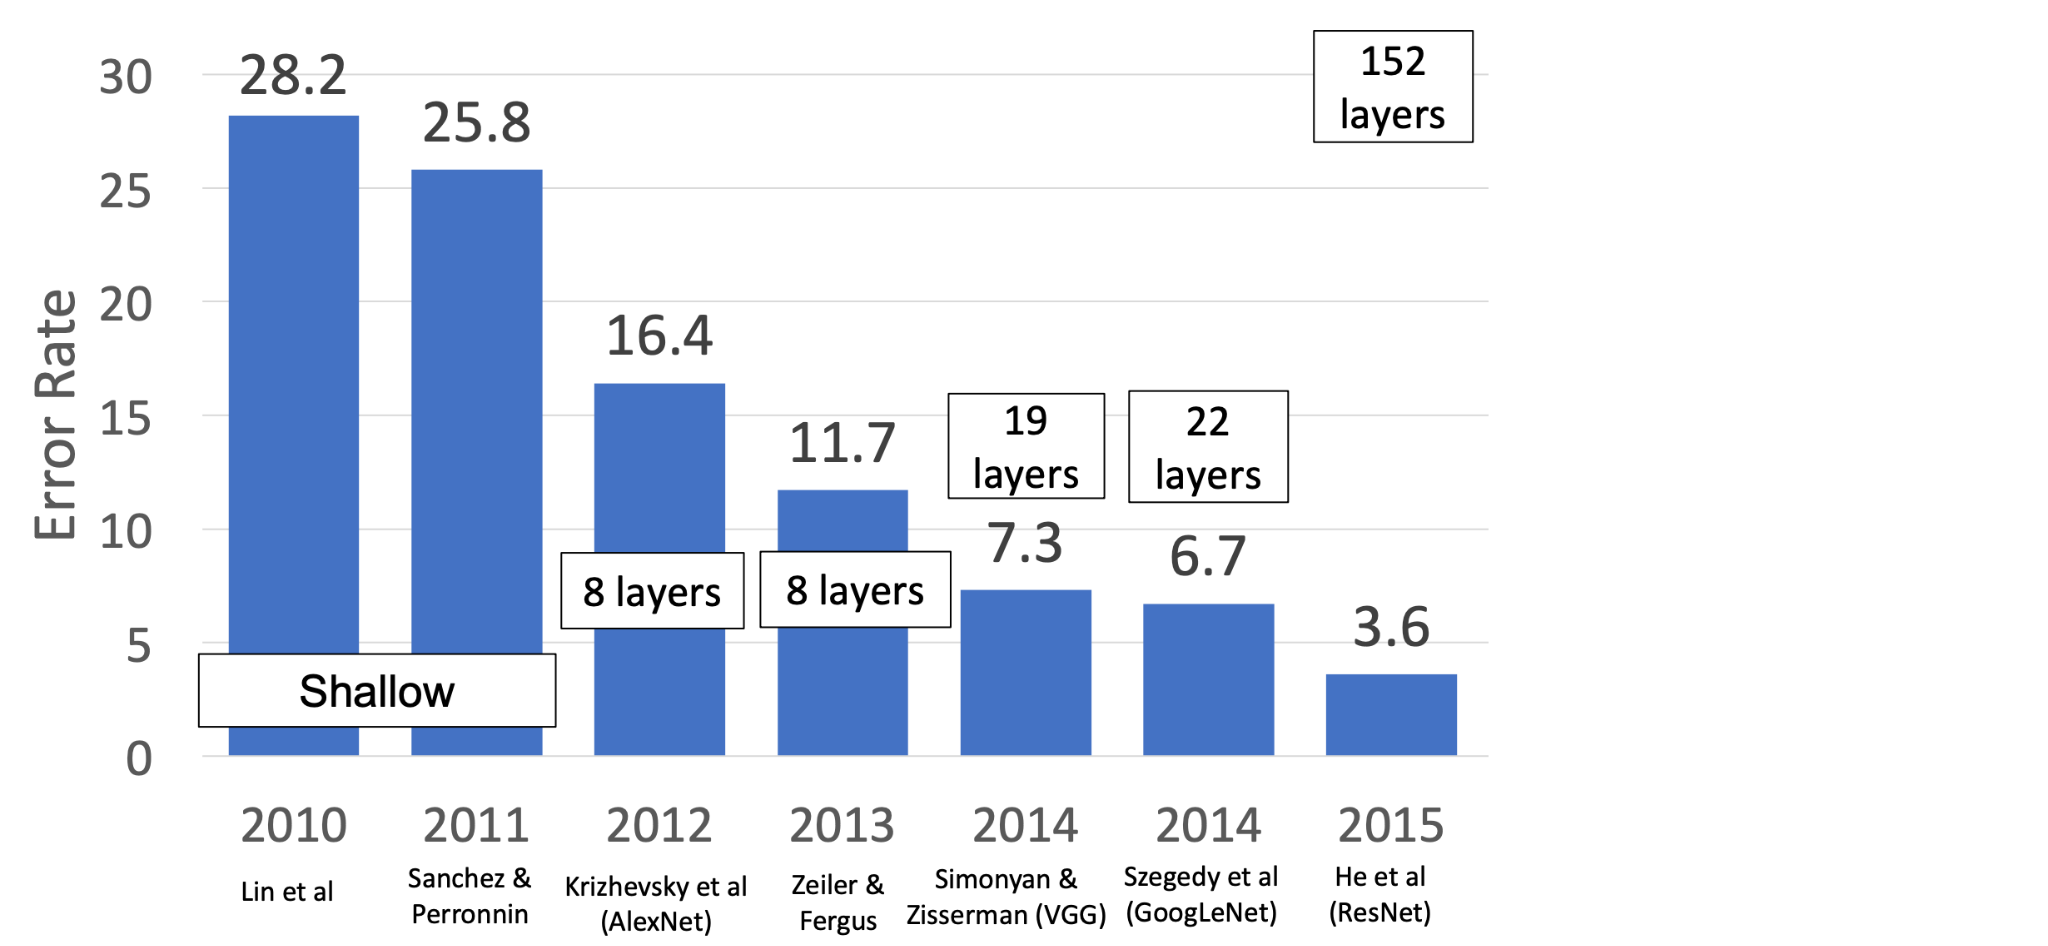 Error Rate
30
25
20
15
10
5
0
28.2
25.8
16.4
11.7
7.3
6.7
3.6
Shallow
8 layers
8 layers
19
layers
22
layers
152
layers
2010
Lin et al
2011
Sanchez &
Perronnin
2012
Krizhevsky et al
(AlexNet)
2013
Zeiler &
Fergus
2014
Simonyan &
Zisserman (VGG)
2014
Szegedy et al
(GoogLeNet)
2015
He et al
(ResNet)